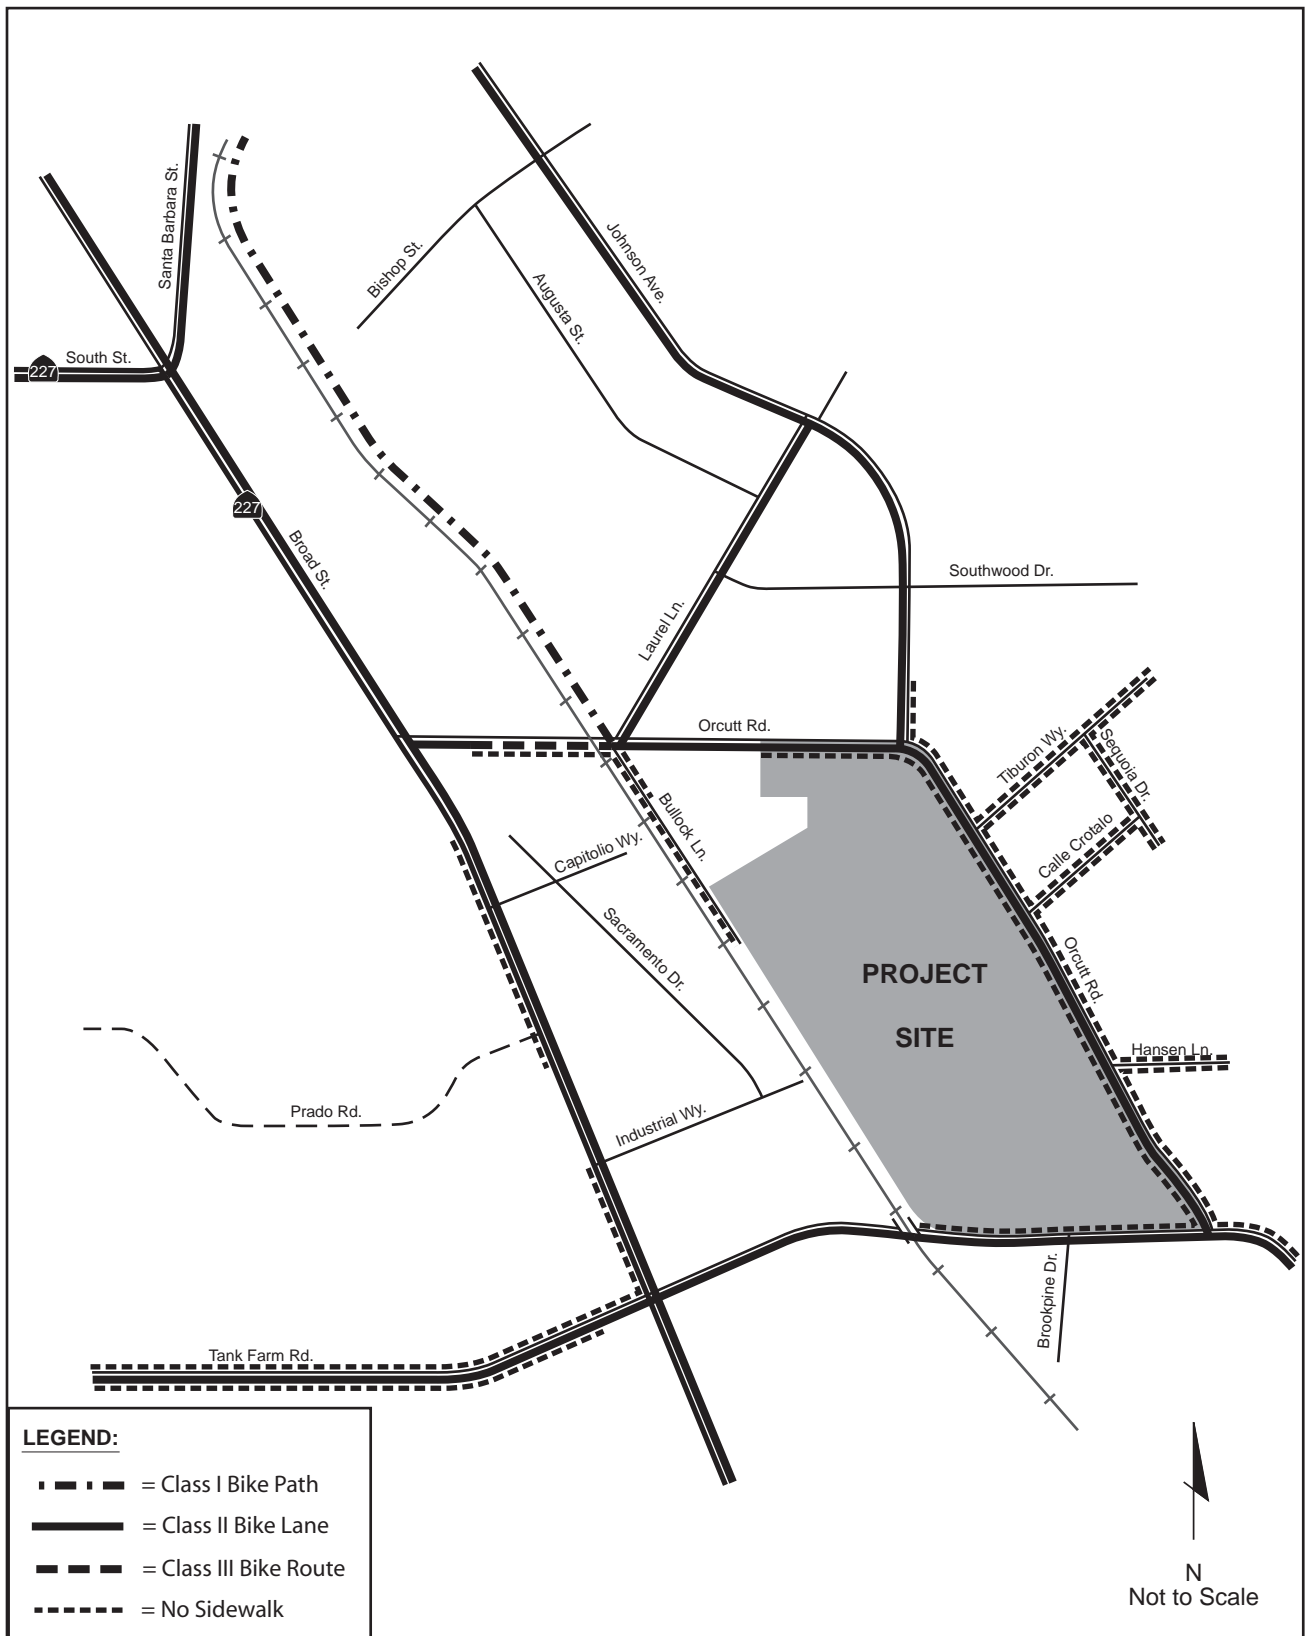 Santa Barbara St.
Johnson Ave.
Bishop St.
Augusta St.
South St.
227
227
Broad St.
Southwood Dr.
Laurel Ln.
Orcutt Rd.
Tiburon Wy.
Sequoia Dr.
Bullock Ln.
Capitolio Wy.
Calle Crotalo
Sacramento Dr.
Orcutt Rd.
PROJECT
SITE
Hansen Ln.
Prado Rd.
Industrial Wy.
Brookpine Dr.
Tank Farm Rd.
LEGEND:
= Class I Bike Path
= Class II Bike Lane
= Class III Bike Route
= No Sidewalk
N
Not to Scale